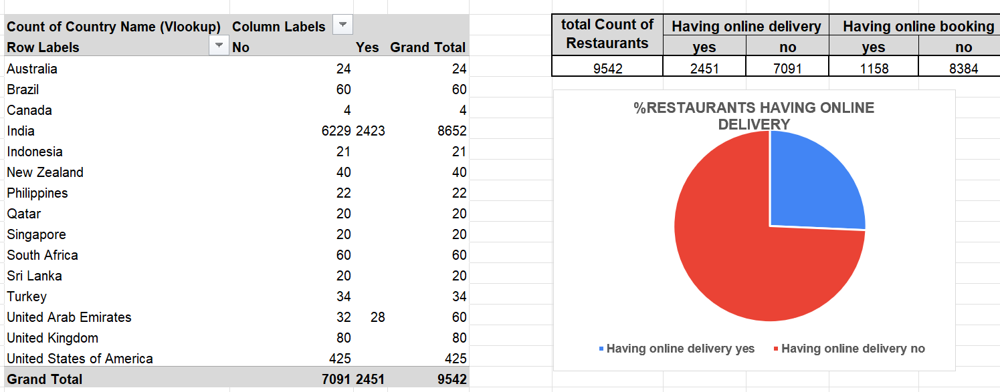 Count of Country Name (Vlookup) Column Labels
Row Labels No Yes Grand Total
Australia 24 24
Brazil 60 60
Canada 4 4
India 6229 2423 8652
Indonesia 21 21
New Zealand 40 40
Philippines 22 22
Qatar 20 20
Singapore 20 20
South Africa 60 60
Sri Lanka 20 20
Turkey 34 34
United Arab Emirates 32 28 60
United Kingdom 80 80
United States of America 425 425
Grand Total 7091 2451 9542
total Count of Restaurants Having online delivery Having online booking
yes no yes no
9542 2451 7091 1158 8384
%RESTAURANTS HAVING ONLINE
DELIVERY
Having online delivery yes Having online delivery no